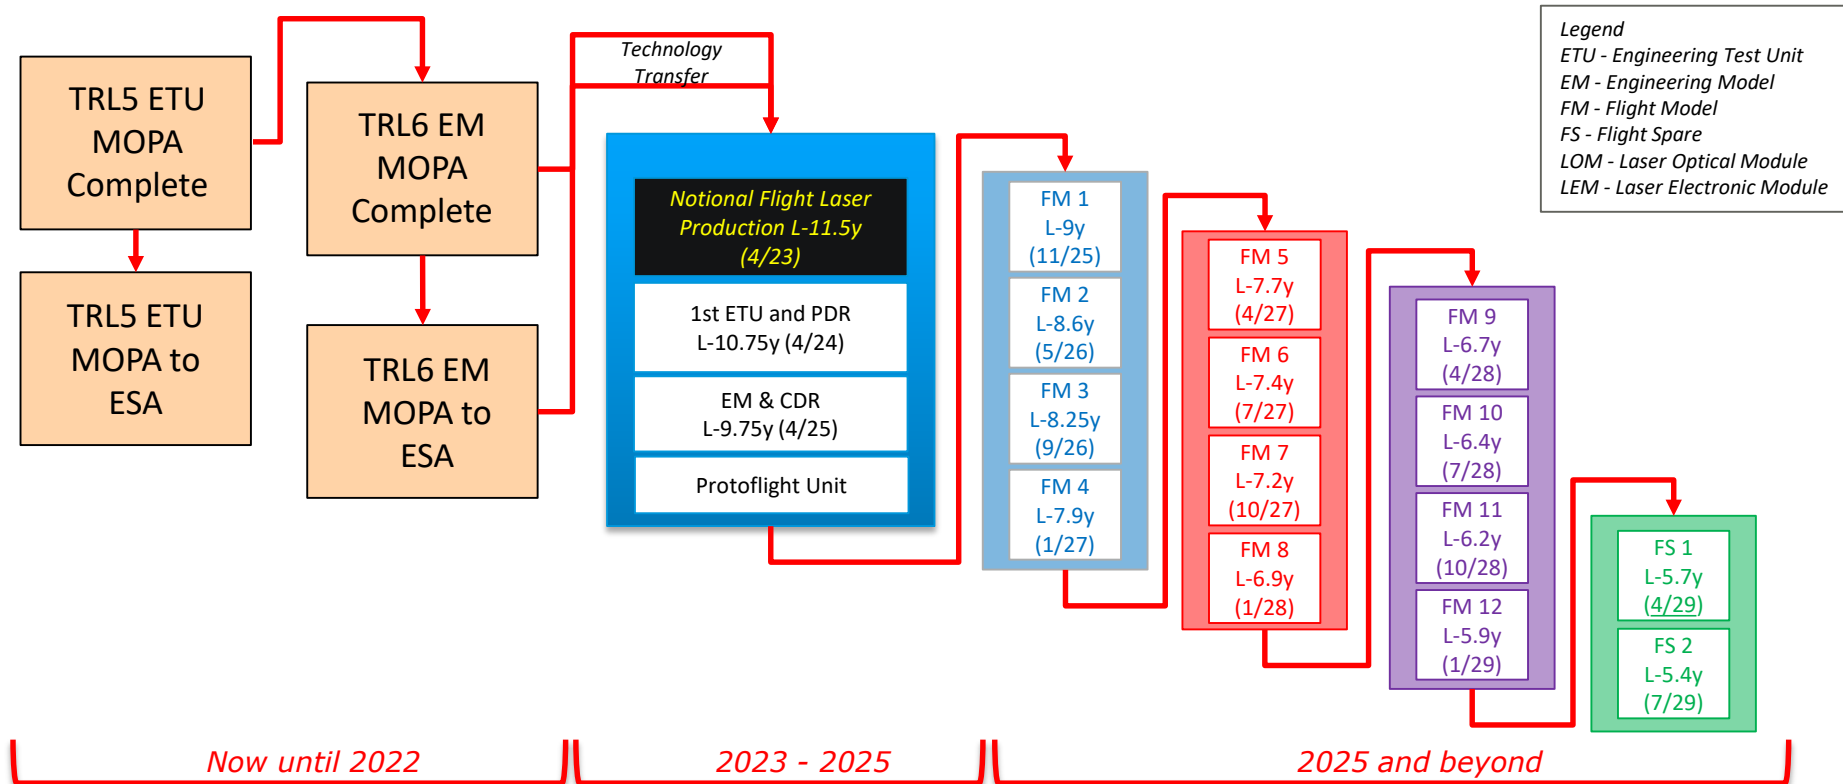 TRL5 ETU
MOPA
Complete
TRL5 ETU
MOPA to
ESA
TRL6 EM
MOPA
Complete
TRL6 EM
MOPA to
ESA
Technology
Transfer
Notional Flight Laser
Production L-11.5y
(4/23)
1st ETU and PDR
L-10.75y (4/24)
EM & CDR
L-9.75y (4/25)
Protoflight Unit
FM 1
L-9y
(11/25)
FM 2
L-8.6y
(5/26)
FM 3
L-8.25y
(9/26)
FM 4
L-7.9y
(1/27)
FM 5
L-7.7y
(4/27)
FM 6
L-7.4y
(7/27)
FM 7
L-7.2y
(10/27)
FM 8
L-6.9y
(1/28)
FM 9
L-6.7y
(4/28)
FM 10
L-6.4y
(7/28)
FM 11
L-6.2y
(10/28)
FM 12
L-5.9y
(1/29)
FS 1
L-5.7y
(4/29)
FS 2
L-5.4y
(7/29)
Legend
ETU - Engineering Test Unit
EM - Engineering Model
FM - Flight Model
FS - Flight Spare
LOM - Laser Optical Module
LEM - Laser Electronic Module
Now until 2022
2023 - 2025
2025 and beyond